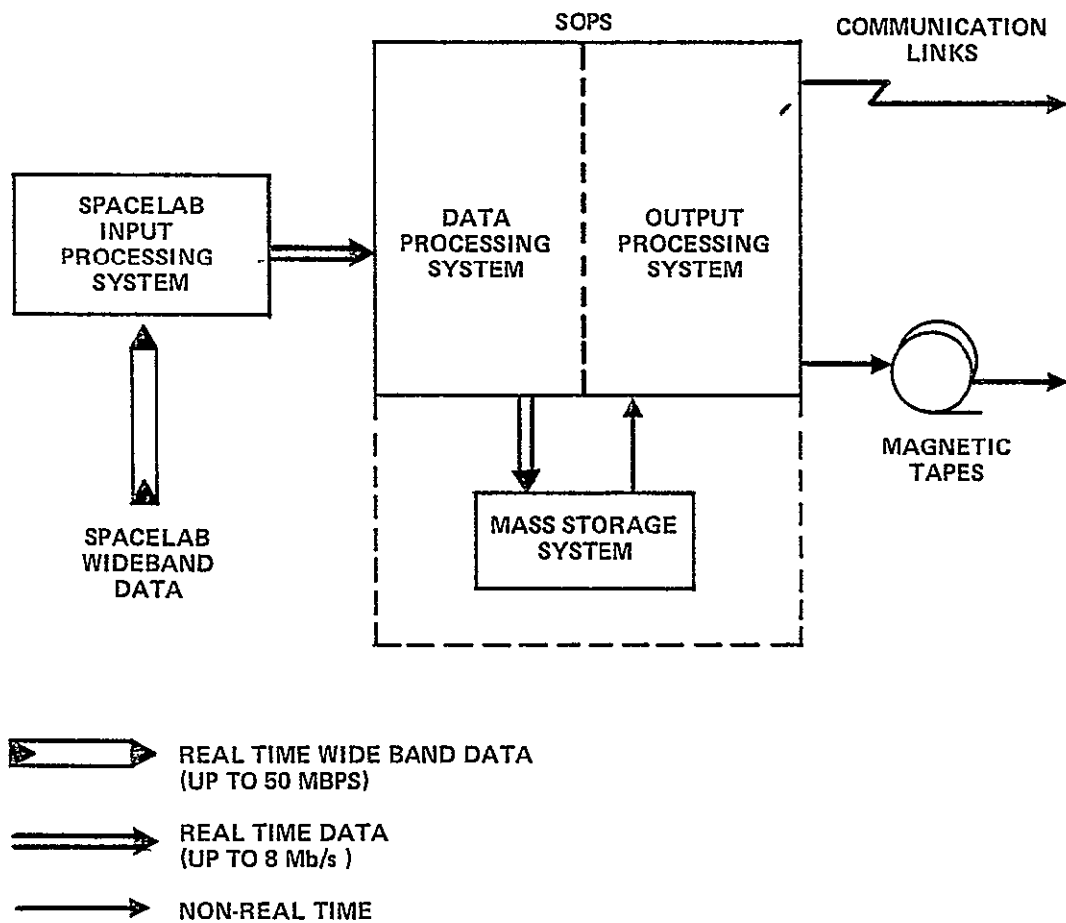 SOPS
COMMUNICATION
LINKS
SPACELAB
INPUT
PROCESSING
SYSTEM
DATA
PROCESSING
SYSTEM
OUTPUT
PROCESSING
SYSTEM
MAGNETIC
TAPES
MASS STORAGE
SYSTEM
SPACELAB
WIDEBAND
DATA
REAL TIME WIDE BAND DATA
(UP TO 50 MBPS)
REAL TIME DATA
(UP TO 8 Mb/s )
NON-REAL TIME